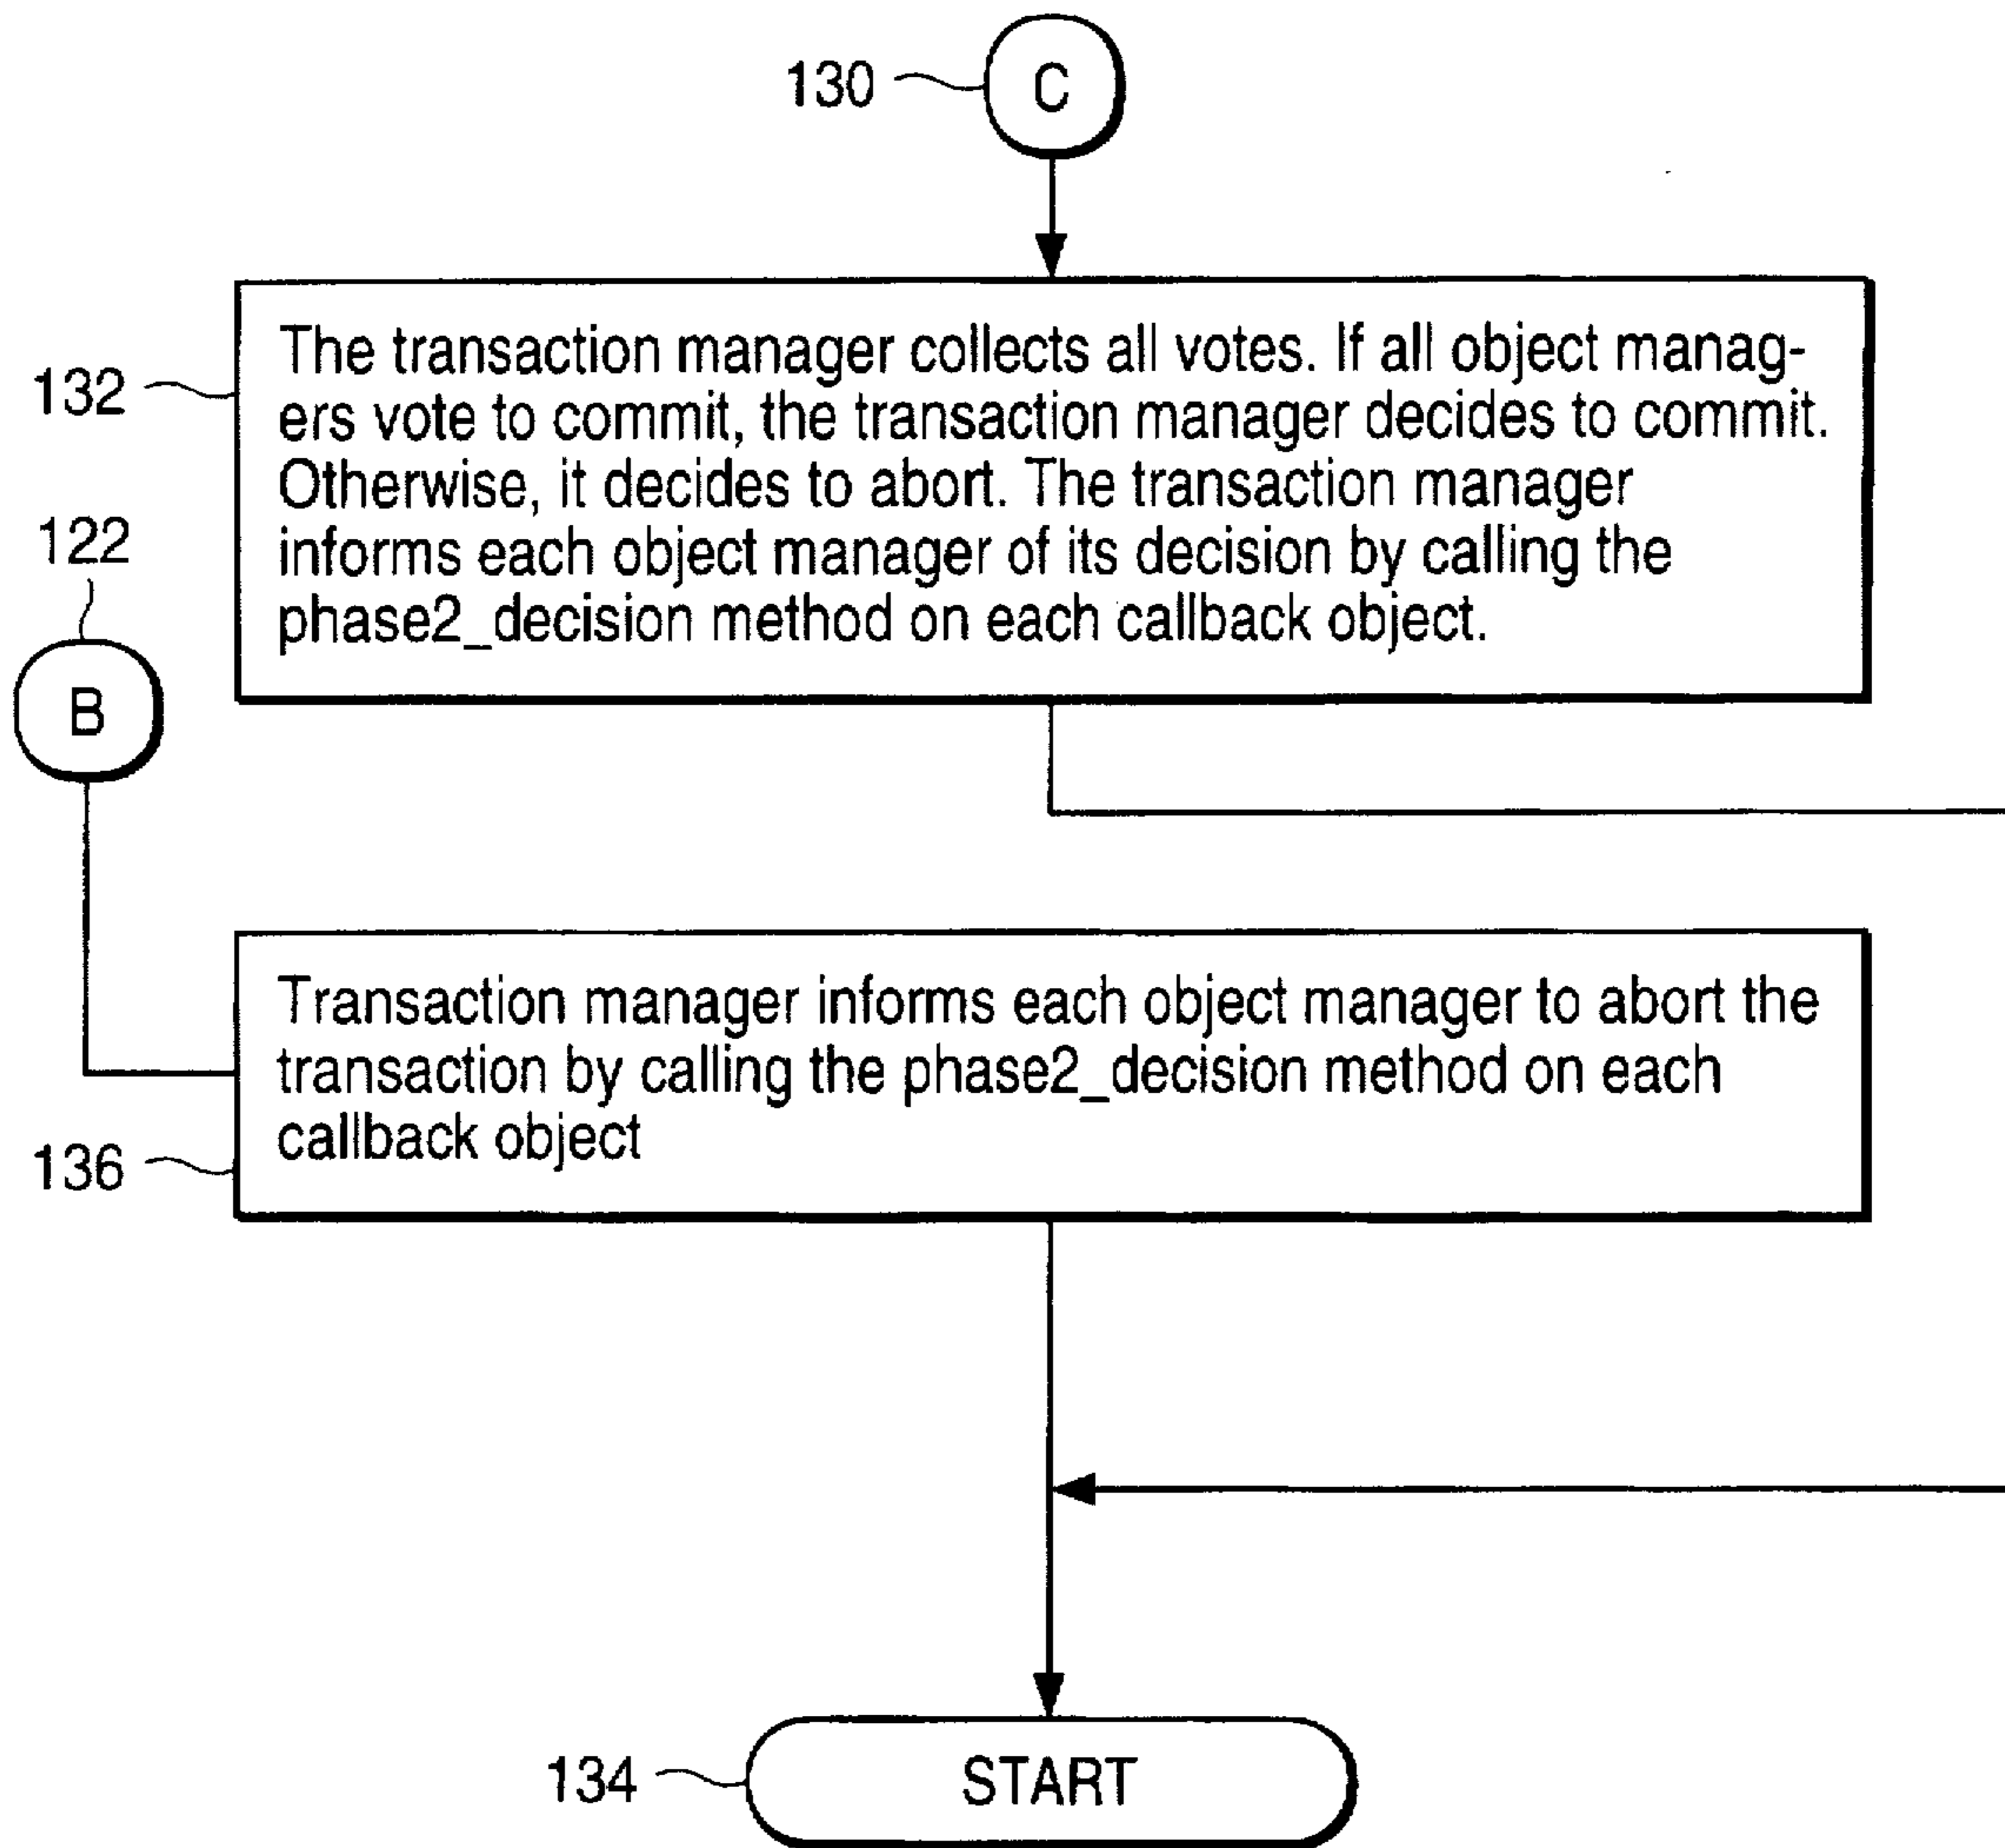 130
C
132
The transaction manager collects all votes. If all object manag-
ers vote to commit, the transaction manager decides to commit.
Otherwise, it decides to abort. The transaction manager
informs each object manager of its decision by calling the
phase2_decision method on each callback object.
122
B
136
Transaction manager informs each object manager to abort the
transaction by calling the phase2_decision method on each
callback object
134
START